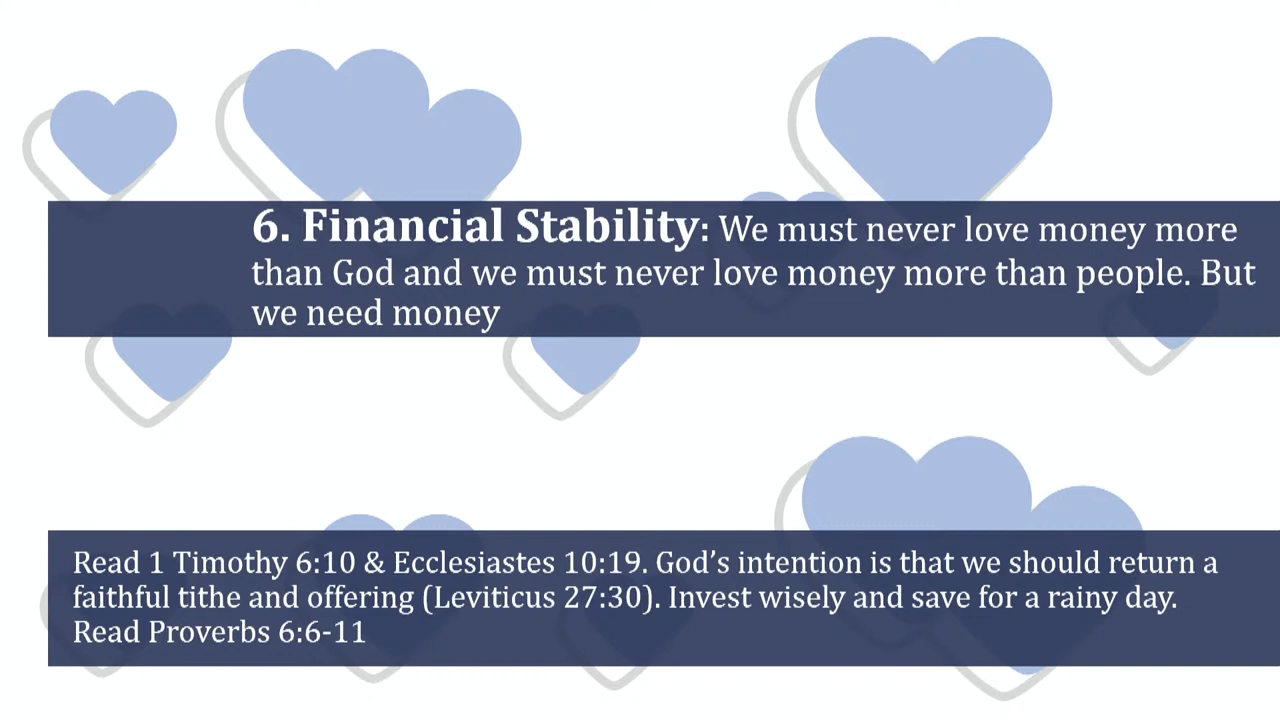 6. Financial Stability: We must never love money more
than God and we must never love money more than people. But
we need money
Read 1 Timothy 6:10 & Ecclesiastes 10:19. God’s intention is that we should return a
faithful tithe and offering (Leviticus 27:30). Invest wisely and save for a rainy day.
Read Proverbs 6:6-11